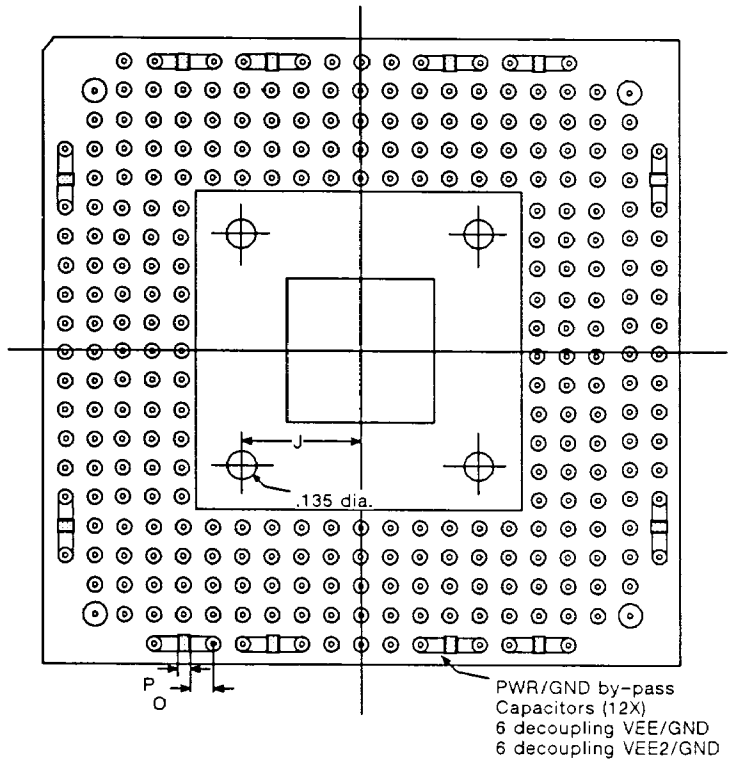 J
.135 dia.
P
O
PWR/GND by-pass
Capacitors (12X)
6 decoupling VEE/GND
6 decoupling VEE2/GND